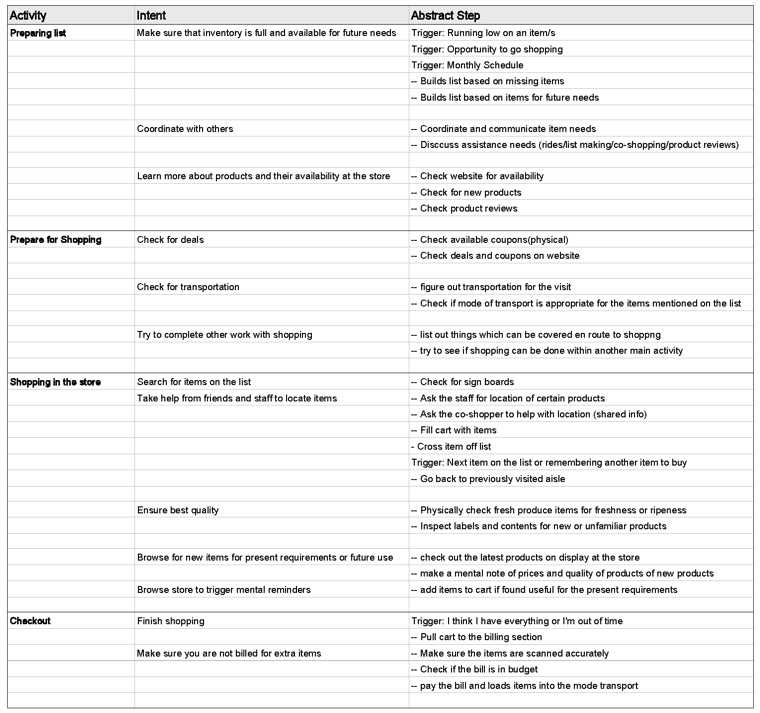 Activity Intent Abstract Step
Preparing list Make sure that inventory is full and available for future needs Trigger: Running low on an item/s
Trigger: Opportunity to go shopping
Trigger: Monthly Schedule
-- Builds list based on missing items
-- Builds list based on items for future needs
Coordinate with others -- Coordinate and communicate item needs
-- Disccuss assistance needs (rides/list making/co-shopping/product reviews)
Learn more about products and their availability at the store -- Check website for availability
-- Check for new products
-- Check product reviews
Prepare for Shopping Check for deals -- Check available coupons(physical)
-- Check deals and coupons on website
Check for transportation -- figure out transportation for the visit
-- Check if mode of transport is appropriate for the items mentioned on the list
Try to complete other work with shopping -- list out things which can be covered en route to shoppng
-- try to see if shopping can be done within another main activity
Shopping in the store Search for items on the list -- Check for sign boards
Take help from friends and staff to locate items -- Ask the staff for location of certain products
-- Ask the co-shopper to help with location (shared info)
-- Fill cart with items
- Cross item off list
Trigger: Next item on the list or remembering another item to buy
-- Go back to previously visited aisle
Ensure best quality -- Physically check fresh produce items for freshness or ripeness
-- Inspect labels and contents for new or unfamiliar products
Browse for new items for present requirements or future use -- check out the latest products on display at the store
-- make a mental note of prices and quality of products of new products
Browse store to trigger mental reminders -- add items to cart if found useful for the present requirements
Checkout Finish shopping Trigger: I think I have everything or I'm out of time
-- Pull cart to the billing section
Make sure you are not billed for extra items -- Make sure the items are scanned accurately
-- Check if the bill is in budget
-- pay the bill and loads items into the mode transport